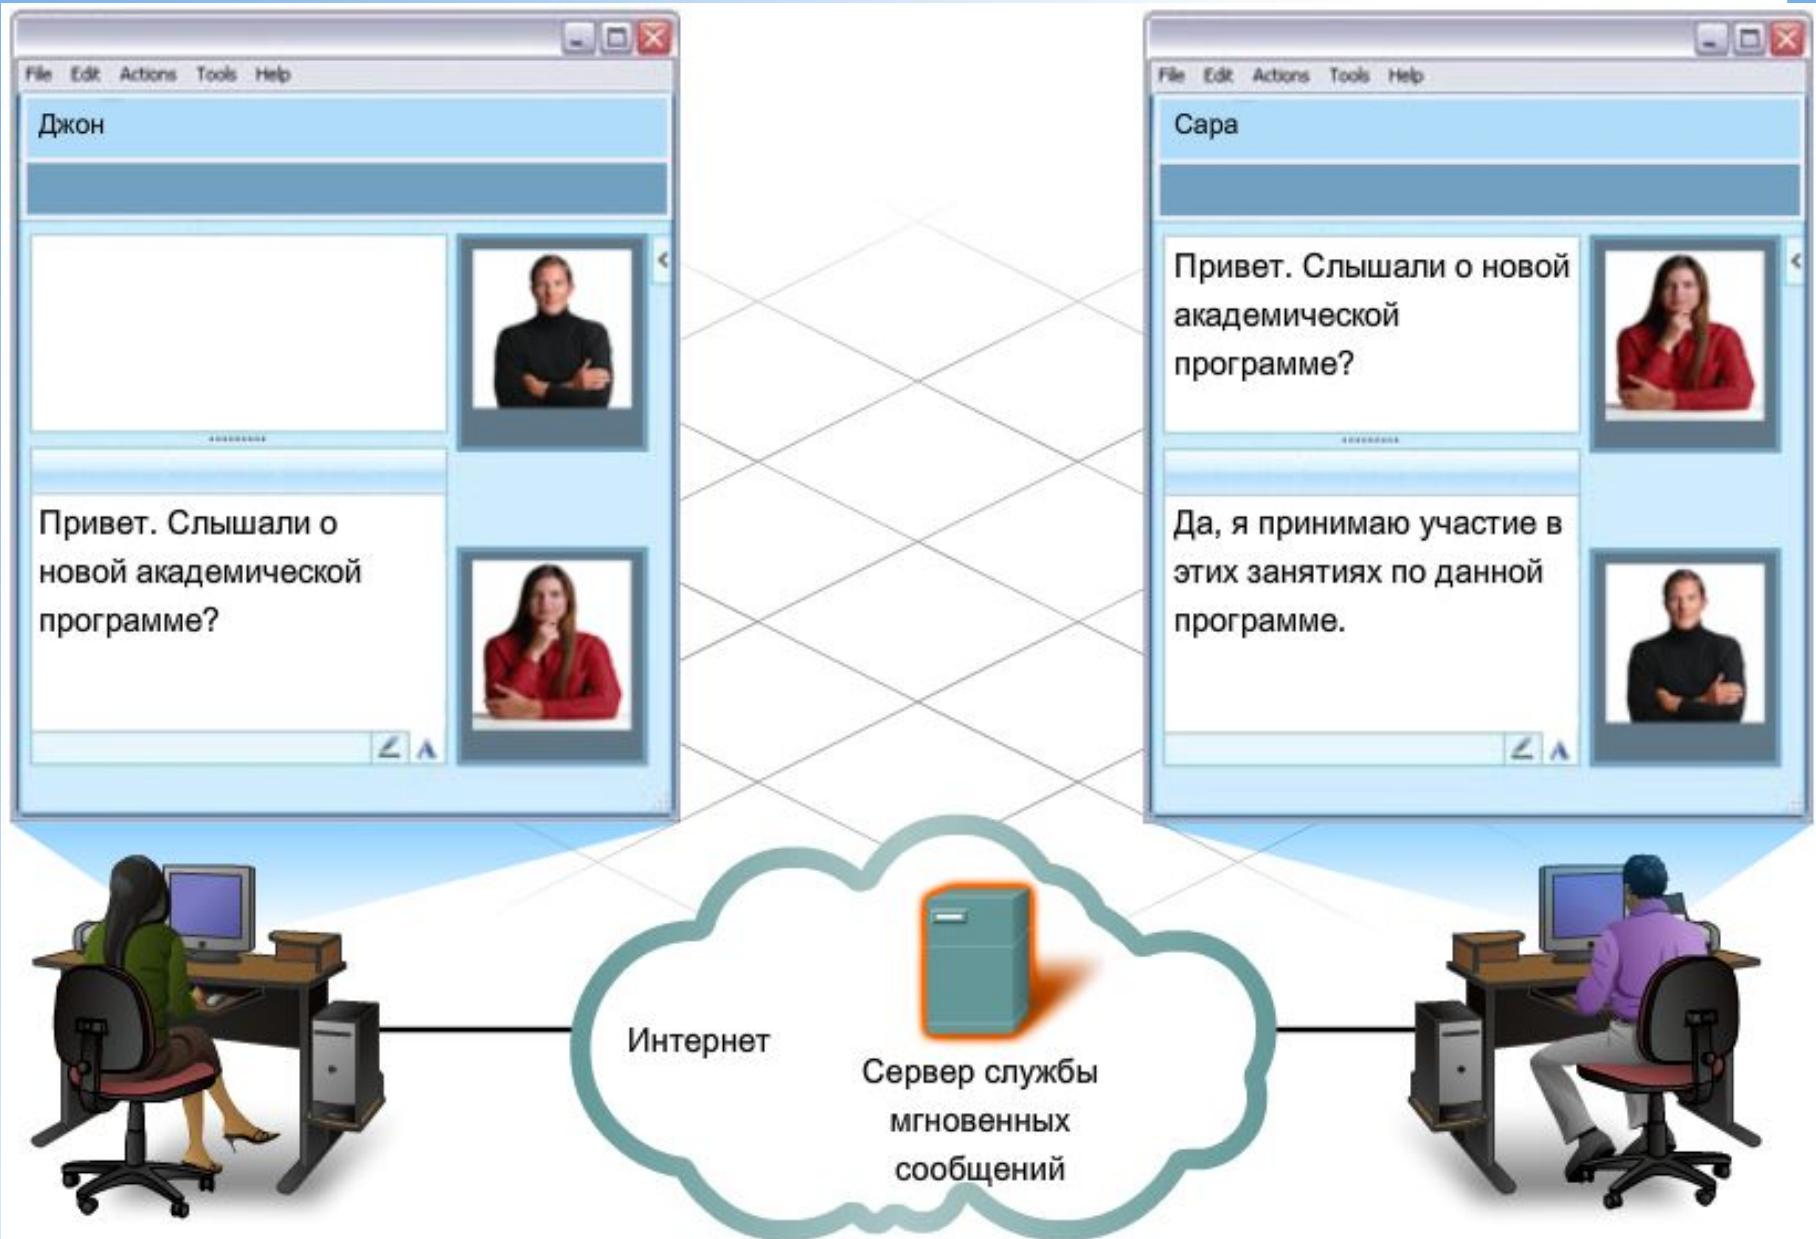 File Edit Actions Tools Help
Джон
Привет. Слышали о
новой академической
программе?
File Edit Actions Tools Help
Сара
Привет. Слышали о новой
академической
программе?
Да, я принимаю участие в
этих занятиях по данной
программе.
Интернет
Сервер службы
мгновенных
сообщений